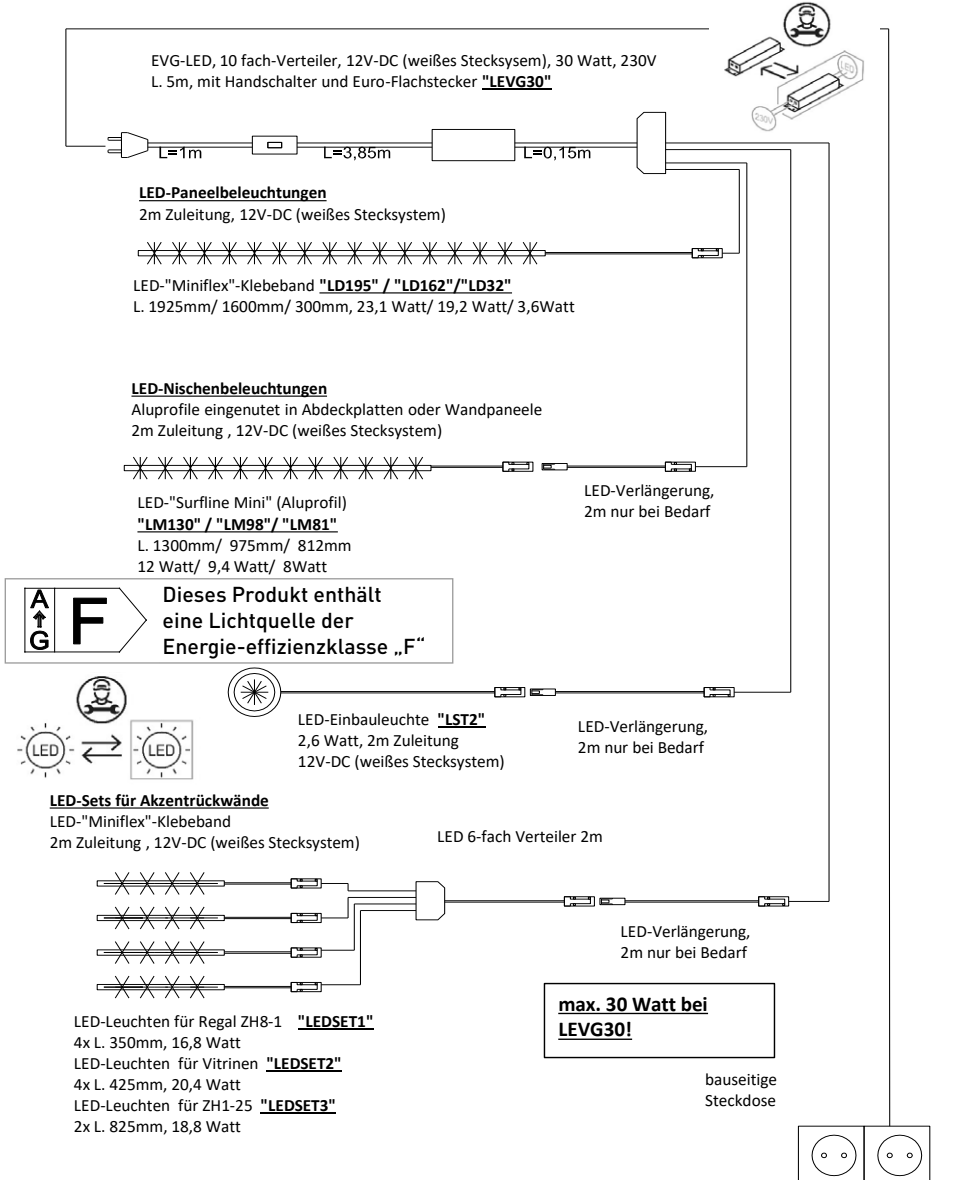 EVG-LED, 10 fach-Verteiler, 12V-DC (weißes Stecksysem), 30 Watt, 230V
L. 5m, mit Handschalter und Euro-Flachstecker "LEVG30"
LED
230V
L=1m
L=3,85m
L=0,15m
LED-Paneelbeleuchtungen
2m Zuleitung, 12V-DC (weißes Stecksystem)
LED-"Miniflex"-Klebeband "LD195" / "LD162"/"LD32"
L. 1925mm/ 1600mm/ 300mm, 23,1 Watt/ 19,2 Watt/ 3,6Watt
LED-Nischenbeleuchtungen
Aluprofile eingenutet in Abdeckplatten oder Wandpaneele
2m Zuleitung , 12V-DC (weißes Stecksystem)
LED-"Surfline Mini" (Aluprofil)
"LM130" / "LM98"/ "LM81"
L. 1300mm/ 975mm/ 812mm
12 Watt/ 9,4 Watt/ 8Watt
LED-Verlängerung,
2m nur bei Bedarf
A
G
F
Dieses Produkt enthält
eine Lichtquelle der
Energie-effizienzklasse „F“
LED-Einbauleuchte "LST2"
2,6 Watt, 2m Zuleitung
12V-DC (weißes Stecksystem)
LED-Verlängerung,
2m nur bei Bedarf
LED
LED
LED-Sets für Akzentrückwände
LED-"Miniflex"-Klebeband
2m Zuleitung , 12V-DC (weißes Stecksystem)
LED 6-fach Verteiler 2m
LED-Verlängerung,
2m nur bei Bedarf
LED-Leuchten für Regal ZH8-1 "LEDSET1"
4x L. 350mm, 16,8 Watt
LED-Leuchten für Vitrinen "LEDSET2"
4x L. 425mm, 20,4 Watt
LED-Leuchten für ZH1-25 "LEDSET3"
2x L. 825mm, 18,8 Watt
max. 30 Watt bei
LEVG30!
bauseitige
Steckdose